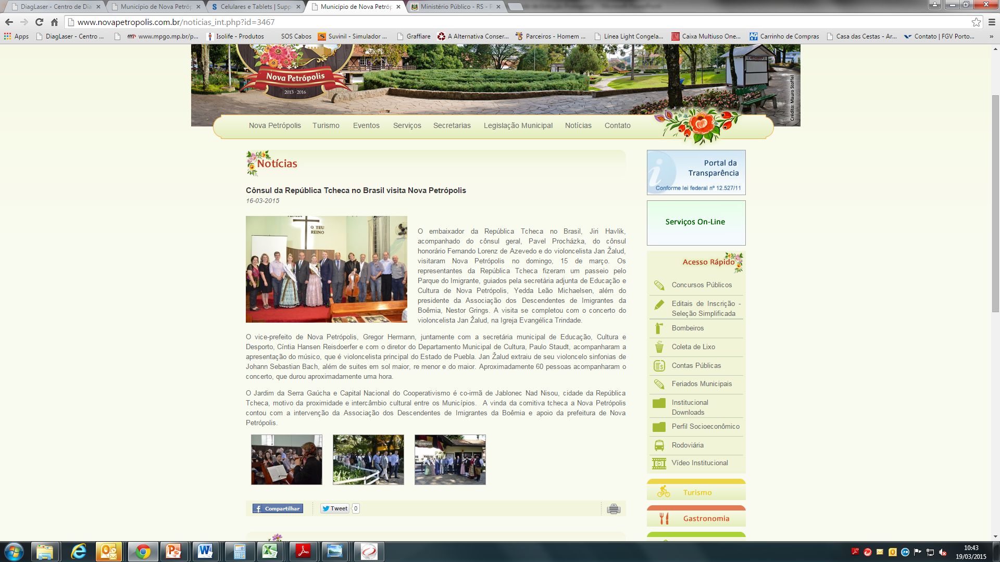 DiagLaser - Centro de Dia
Município de Nova Petróp
Celulares e Tablets | Supp
Município de Nova Petróp
Ministério Público - RS - P
www.novapetropolis.com.br/noticias_int.php?id=3467
Apps
DiagLaser - Centro ...
www.mpgo.mp.br/p...
Isolife - Produtos
SOS Cabos
Suvinil - Simulador ...
Graffiare
A Alternativa Conser...
Parceiros - Homem ...
Línea Light Congela...
Caixa Multiuso One...
Carrinho de Compras
Casa das Cestas - Ar...
Contato | FGV Porto...
»
Nova Petrópolis
2013 - 2016
Crédito: Mauro Stoffel
Nova Petrópolis
Turismo
Eventos
Serviços
Secretarias
Legislação Municipal
Notícias
Contato
Notícias
Cônsul da República Tcheca no Brasil visita Nova Petrópolis
16-03-2015
O TEU
REINO
O embaixador da República Tcheca no Brasil, Jiri Havlik,
acompanhado do cônsul geral, Pavel Procházka, do cônsul
honorário Fernando Lorenz de Azevedo e do violoncelista Jan Žalud,
visitaram Nova Petrópolis no domingo, 15 de março. Os
representantes da República Tcheca fizeram um passeio pelo
Parque do Imigrante, guiados pela secretária adjunta de Educação e
Cultura de Nova Petrópolis, Yedda Leão Michaelsen, além do
presidente da Associação dos Descendentes de Imigrantes da
Boêmia, Nestor Grings. A visita se completou com o concerto do
violoncelista Jan Žalud, na Igreja Evangélica Trindade.
O vice-prefeito de Nova Petrópolis, Gregor Hermann, juntamente com a secretária municipal de Educação, Cultura e
Desporto, Cíntia Hansen Reisdoerfer e com o diretor do Departamento Municipal de Cultura, Paulo Staudt, acompanharam a
apresentação do músico, que é violoncelista principal do Estado de Puebla. Jan Žalud extraiu de seu violoncelo sinfonias de
Johann Sebastian Bach, além de suites em sol maior, re menor e do maior. Aproximadamente 60 pessoas acompanharam o
concerto, que durou aproximadamente uma hora.
O Jardim da Serra Gaúcha e Capital Nacional do Cooperativismo é co-irmã de Jablonec Nad Nisou, cidade da República
Tcheca, motivo da proximidade e intercâmbio cultural entre os Municípios. A vinda da comitiva tcheca a Nova Petrópolis
contou com a intervenção da Associação dos Descendentes de Imigrantes da Boêmia e apoio da prefeitura de Nova
Petrópolis.
Compartilhar
Tweet
0
Portal da
Transparência
Conforme lei federal nº 12.527/11
Serviços On-Line
Acesso Rápido
Concursos Públicos
Editais de Inscrição -
Seleção Simplificada
Bombeiros
Coleta de Lixo
Contas Públicas
Feriados Municipais
Institucional
Downloads
Perfil Socioeconômico
Rodoviária
Vídeo Institucional
Turismo
Gastronomia
10:43
19/03/2015